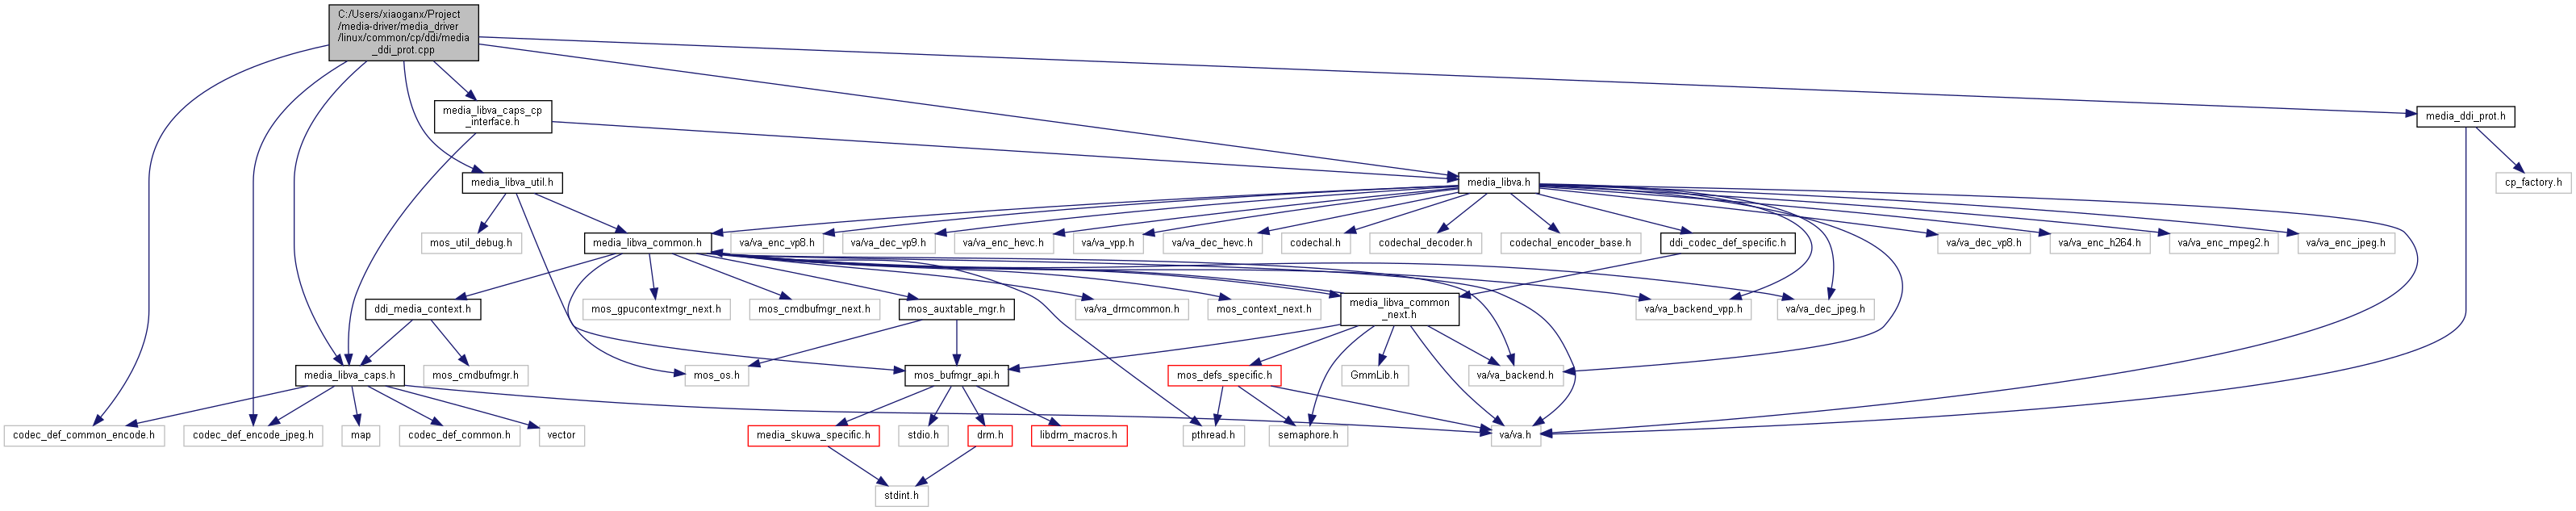 C:/Users/xiaoganx/Project
/media-driver/media_driver
/linux/common/cp/ddi/media
_ddi_prot.cpp
media_libva_caps_cp
_interface.h
media_ddi_prot.h
media_libva_util.h
media_libva.h
cp_factory.h
mos_util_debug.h
media_libva_common.h
va/va_enc_vp8.h
va/va_dec_vp9.h
va/va_enc_hevc.h
va/va_vpp.h
va/va_dec_hevc.h
codechal.h
codechal_decoder.h
codechal_encoder_base.h
ddi_codec_def_specific.h
va/va_dec_vp8.h
va/va_enc_h264.h
va/va_enc_mpeg2.h
va/va_enc_jpeg.h
ddi_media_context.h
mos_gpucontextmgr_next.h
mos_cmdbufmgr_next.h
mos_auxtable_mgr.h
va/va_drmcommon.h
mos_context_next.h
media_libva_common
_next.h
va/va_backend_vpp.h
va/va_dec_jpeg.h
media_libva_caps.h
mos_cmdbufmgr.h
mos_os.h
mos_bufmgr_api.h
mos_defs_specific.h
GmmLib.h
va/va_backend.h
codec_def_common_encode.h
codec_def_encode_jpeg.h
map
codec_def_common.h
vector
media_skuwa_specific.h
stdio.h
drm.h
libdrm_macros.h
pthread.h
semaphore.h
va/va.h
stdint.h